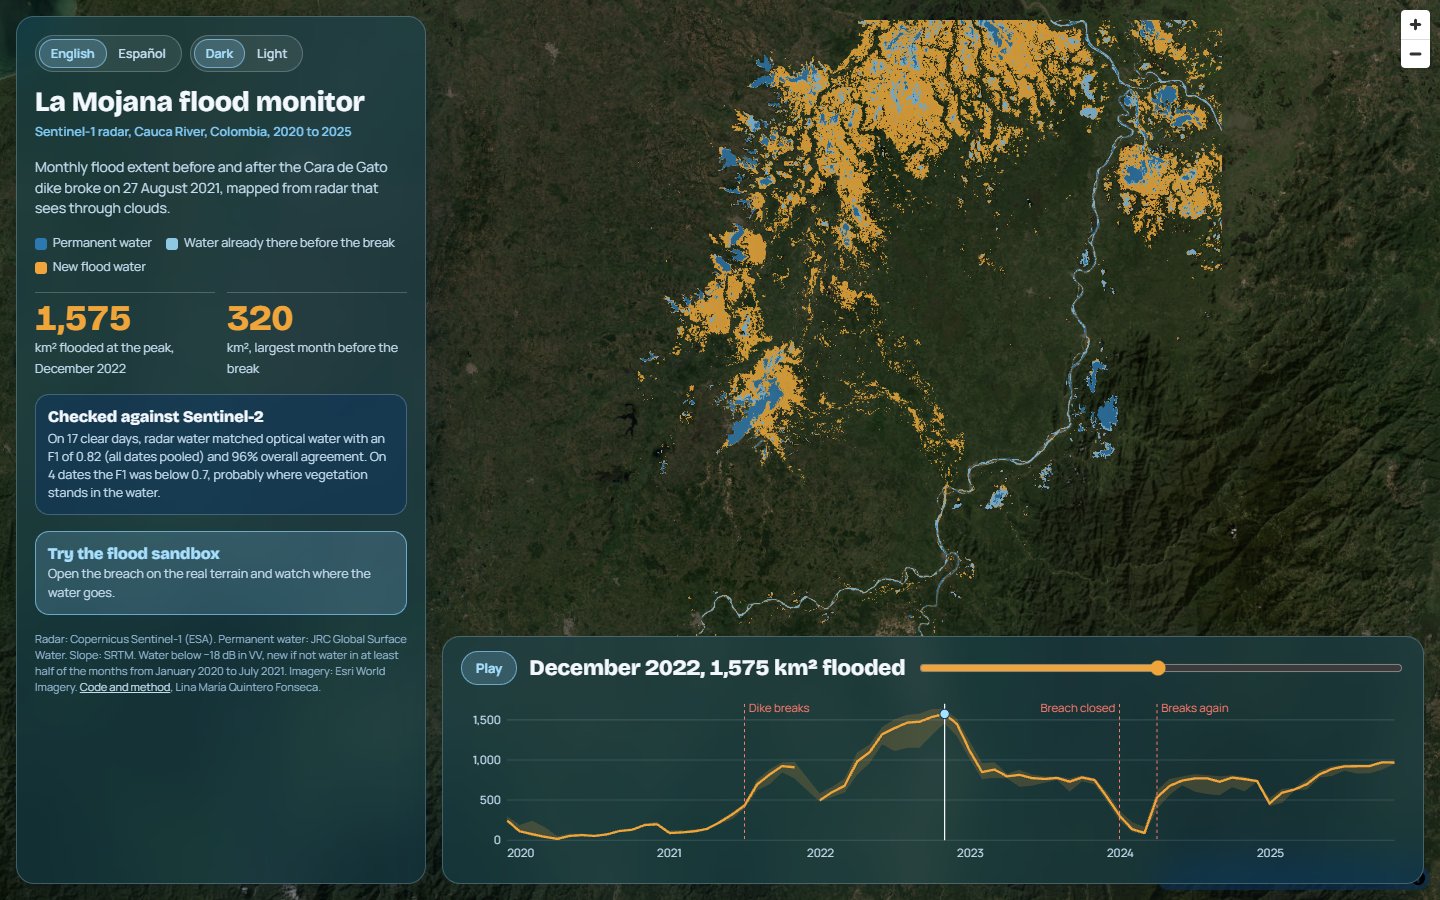 English Español Dark Light
La Mojana flood monitor
Sentinel-1 radar, Cauca River, Colombia, 2020 to 2025
Monthly flood extent before and after the Cara de Gato
dike broke on 27 August 2021, mapped from radar that
sees through clouds.
Permanent water Water already there before the break
New flood water
1,575
km² flooded at the peak,
December 2022
320
km², largest month before the
break
Checked against Sentinel-2
On 17 clear days, radar water matched optical water with an
F1 of 0.82 (all dates pooled) and 96% overall agreement. On
4 dates the F1 was below 0.7, probably where vegetation
stands in the water.
Try the flood sandbox
Open the breach on the real terrain and watch where the
water goes.
Radar: Copernicus Sentinel-1 (ESA). Permanent water: JRC Global Surface
Water. Slope: SRTM. Water below −18 dB in VV, new if not water in at least
half of the months from January 2020 to July 2021. Imagery: Esri World
Imagery. Code and method. Lina María Quintero Fonseca.
+
−
Play December 2022, 1,575 km² flooded
Dike breaks Breach closed Breaks again
1,500
1,000
500
0
2020 2021 2022 2023 2024 2025